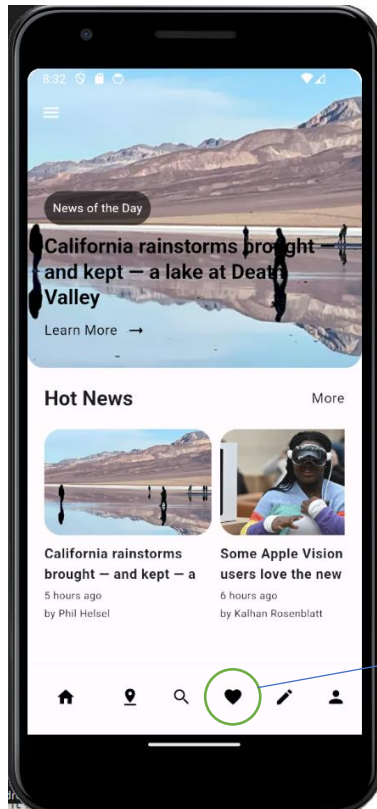 8:32
News of the Day
California rainstorms brought
and kept — a lake at Death
Valley
Learn More →
Hot News
More
California rainstorms
brought — and kept — a
5 hours ago
by Phil Helsel
Some Apple Vision
users love the new
6 hours ago
by Kalhan Rosenblatt